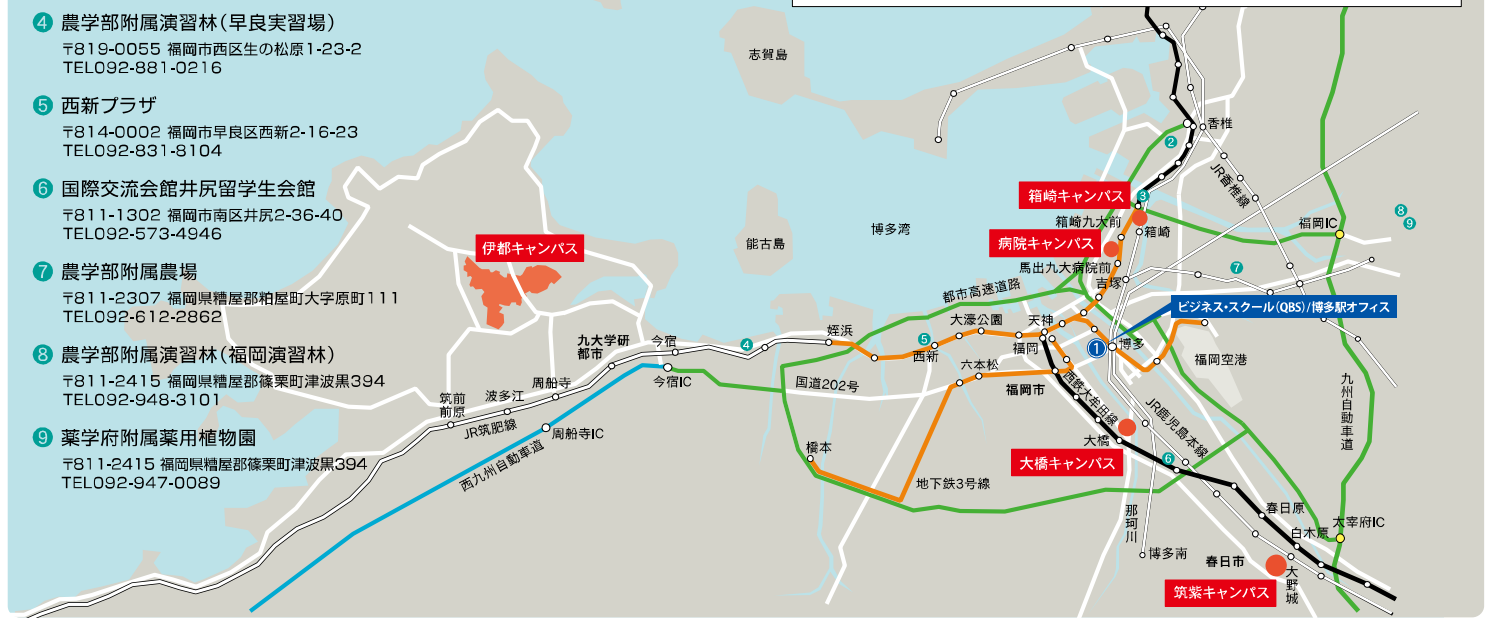 ④ 農学部附属演習林(早良実習場)
〒819-0055 福岡市西区生の松原1-23-2
TEL092-881-0216
⑤ 西新プラザ
〒814-0002 福岡市早良区西新2-16-23
TEL092-831-8104
⑥ 国際交流会館井尻留学生会館
〒811-1302 福岡市南区井尻2-36-40
TEL092-573-4946
⑦ 農学部附属農場
〒811-2307 福岡県糟屋郡粕屋町大字原町111
TEL092-612-2862
⑧ 農学部附属演習林(福岡演習林)
〒811-2415 福岡県糟屋郡篠栗町津波黒394
TEL092-948-3101
⑨ 薬学府附属薬用植物園
〒811-2415 福岡県糟屋郡篠栗町津波黒394
TEL092-947-0089
志賀島
香椎
②
JR香椎線
箱崎キャンパス
③
箱崎九大前
箱崎
福岡IC
⑧
⑨
伊都キャンパス
能古島
博多湾
病院キャンパス
馬出九大病院前
吉塚
⑦
都市高速道路
ビジネス・スクール(QBS)/博多駅オフィス
九大学研
都市
今宿
④
姪浜
⑤
西新
大濠公園
天神
福岡
①
博多
福岡空港
六本松
今宿IC
国道202号
福岡市
西鉄大牟田線
JR鹿児島本線
九州自動車道
筑前
前原
波多江
周船寺
JR筑肥線
周船寺IC
西九州自動車道
橋本
大橋
大橋キャンパス
⑥
地下鉄3号線
那珂川
博多南
春日原
白木原
太宰府IC
春日市
大野城
筑紫キャンパス